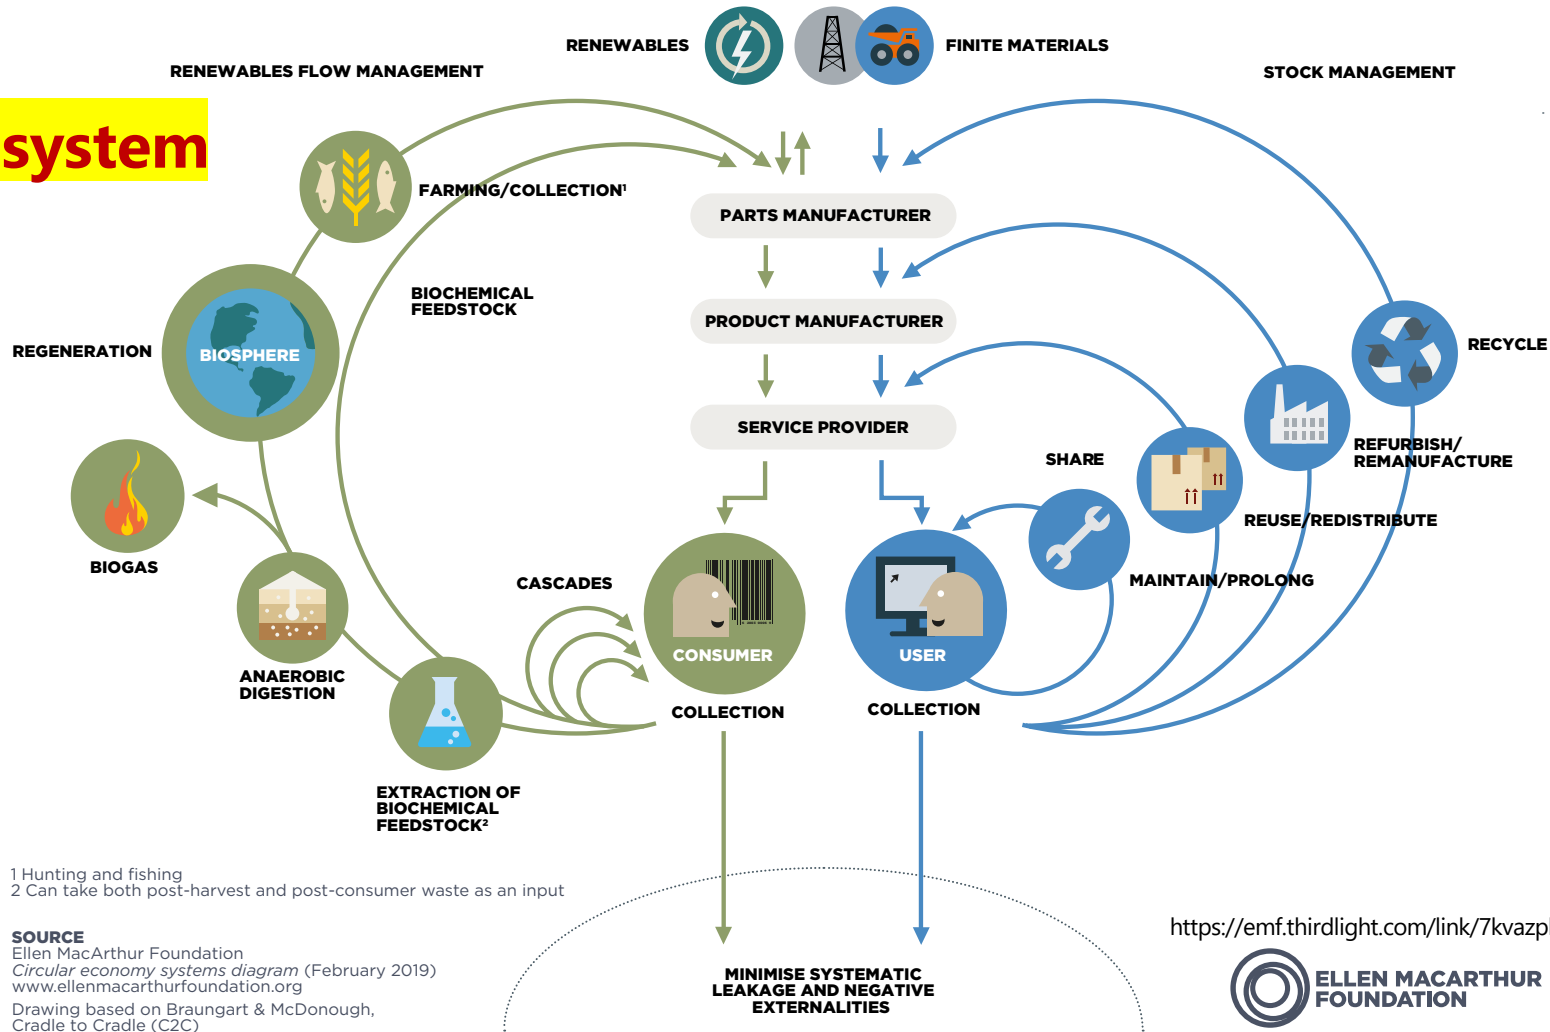 RENEWABLES
FINITE MATERIALS
RENEWABLES FLOW MANAGEMENT
STOCK MANAGEMENT
system
FARMING/COLLECTION¹
PARTS MANUFACTURER
BIOCHEMICAL
FEEDSTOCK
PRODUCT MANUFACTURER
REGENERATION
BIOSPHERE
RECYCLE
SERVICE PROVIDER
SHARE
REFURBISH/
REMANUFACTURE
REUSE/REDISTRIBUTE
BIOGAS
CASCADES
MAINTAIN/PROLONG
CONSUMER
USER
ANAEROBIC
DIGESTION
COLLECTION
COLLECTION
EXTRACTION OF
BIOCHEMICAL
FEEDSTOCK²
1 Hunting and fishing
2 Can take both post-harvest and post-consumer waste as an input
SOURCE
Ellen MacArthur Foundation
Circular economy systems diagram (February 2019)
www.ellenmacarthurfoundation.org
Drawing based on Braungart & McDonough,
Cradle to Cradle (C2C)
MINIMISE SYSTEMATIC
LEAKAGE AND NEGATIVE
EXTERNALITIES
https://emf.thirdlight.com/link/7kvazp
ELLEN MACARTHUR
FOUNDATION